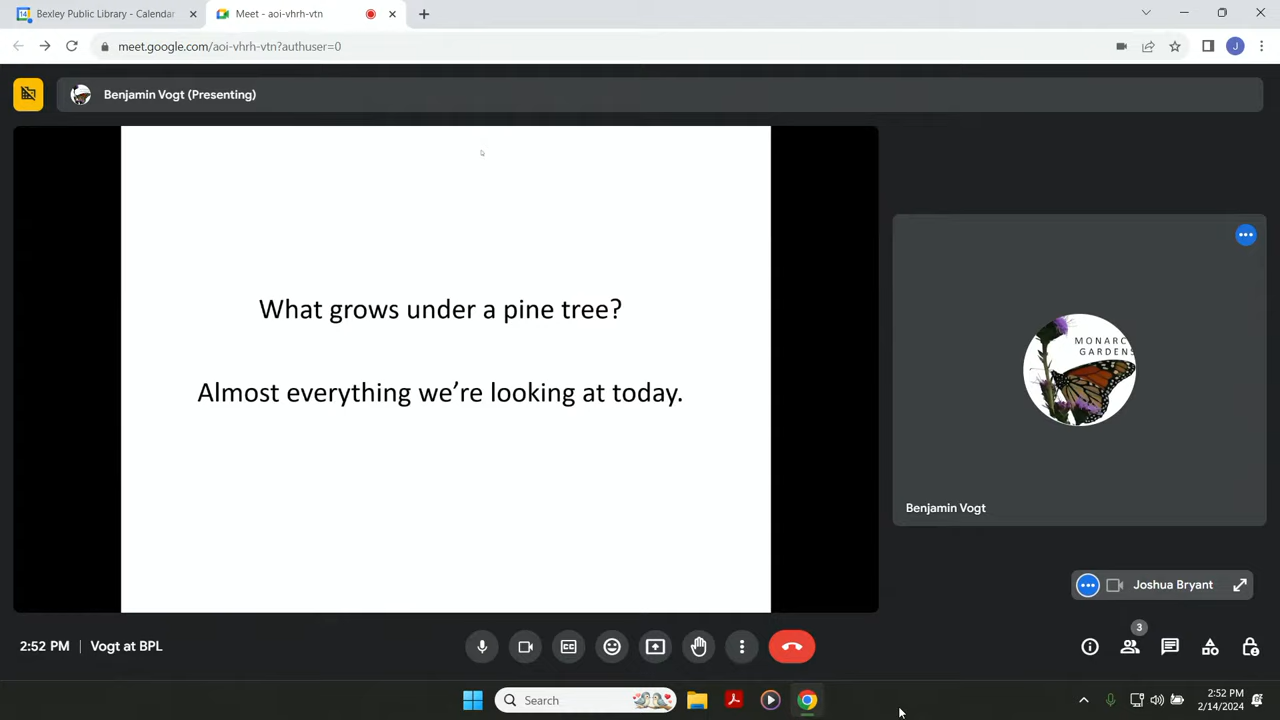 Bexley Public Library - Calendar
Meet - aoi-vhrh-vtn
meet.google.com/aoi-vhrh-vtn?authuser=0
J
Benjamin Vogt (Presenting)
What grows under a pine tree?
Almost everything we're looking at today.
MONARC
GARDENS
Benjamin Vogt
Joshua Bryant
3
2:52 PM | Vogt at BPL
Search
2:52 PM
2/14/2024